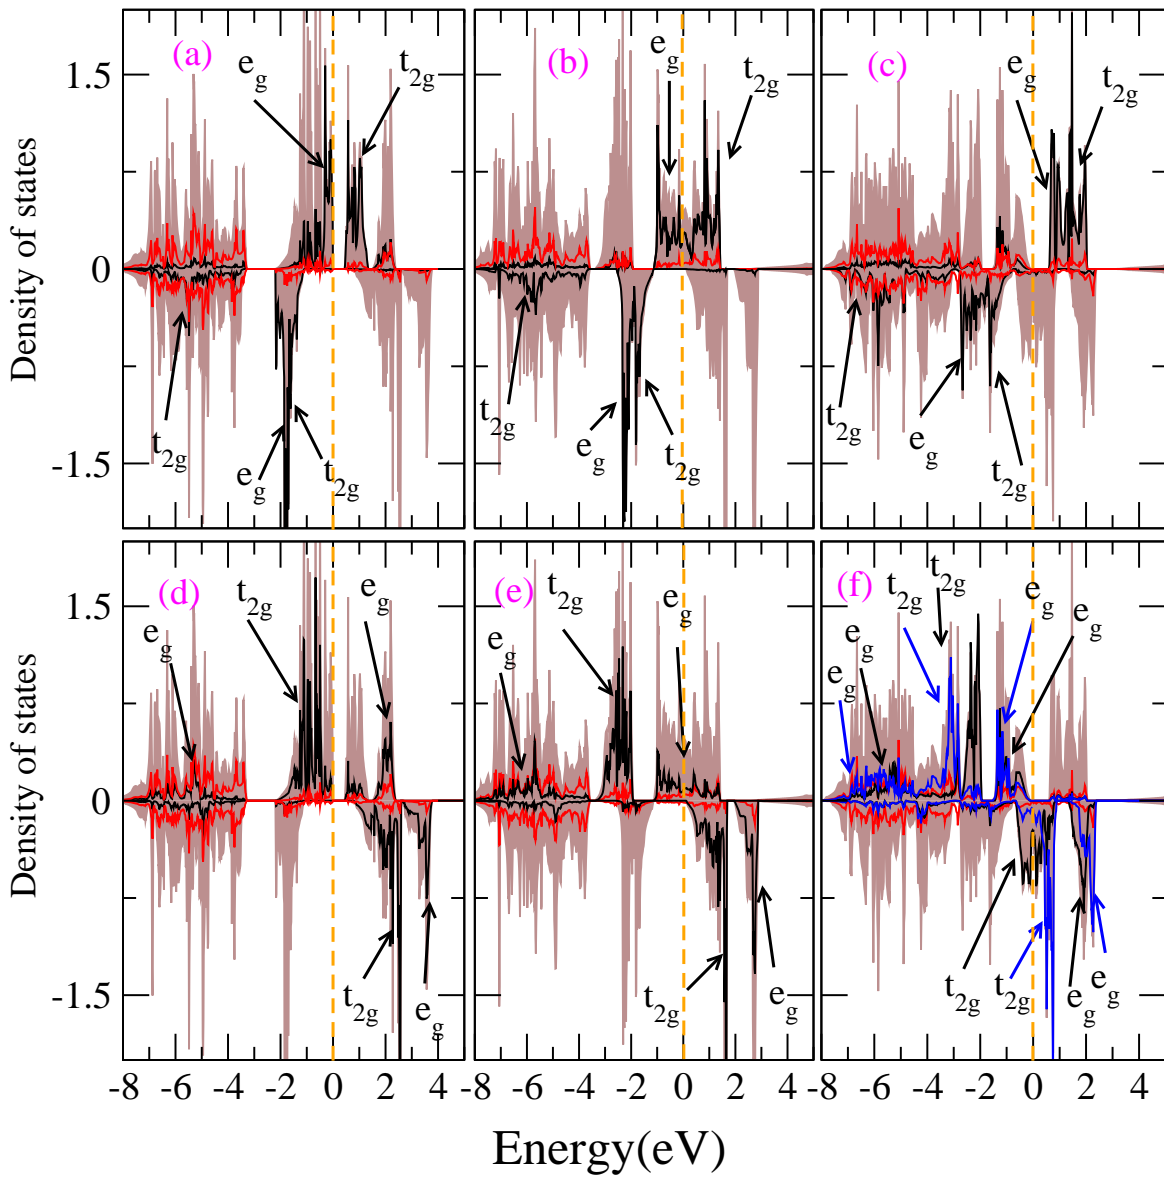 (a)
e_g
t_2g
(b)
e_g
t_2g
(c)
e_g
t_2g
1.5
0
-1.5
Density of states
t_2g
e_g
t_2g
t_2g
e_g
t_2g
t_2g
e_g
t_2g
(d)
e_g
t_2g
e_g
(e)
e_g
t_2g
e_g
(f)
e_g
e_g
t_2g
t_2g
e_g
e_g
1.5
0
-1.5
Density of states
t_2g
e_g
t_2g
e_g
t_2g
t_2g
e_g
e_g
-8 -6 -4 -2 0 2 4 -8 -6 -4 -2 0 2 4 -8 -6 -4 -2 0 2 4
Energy(eV)